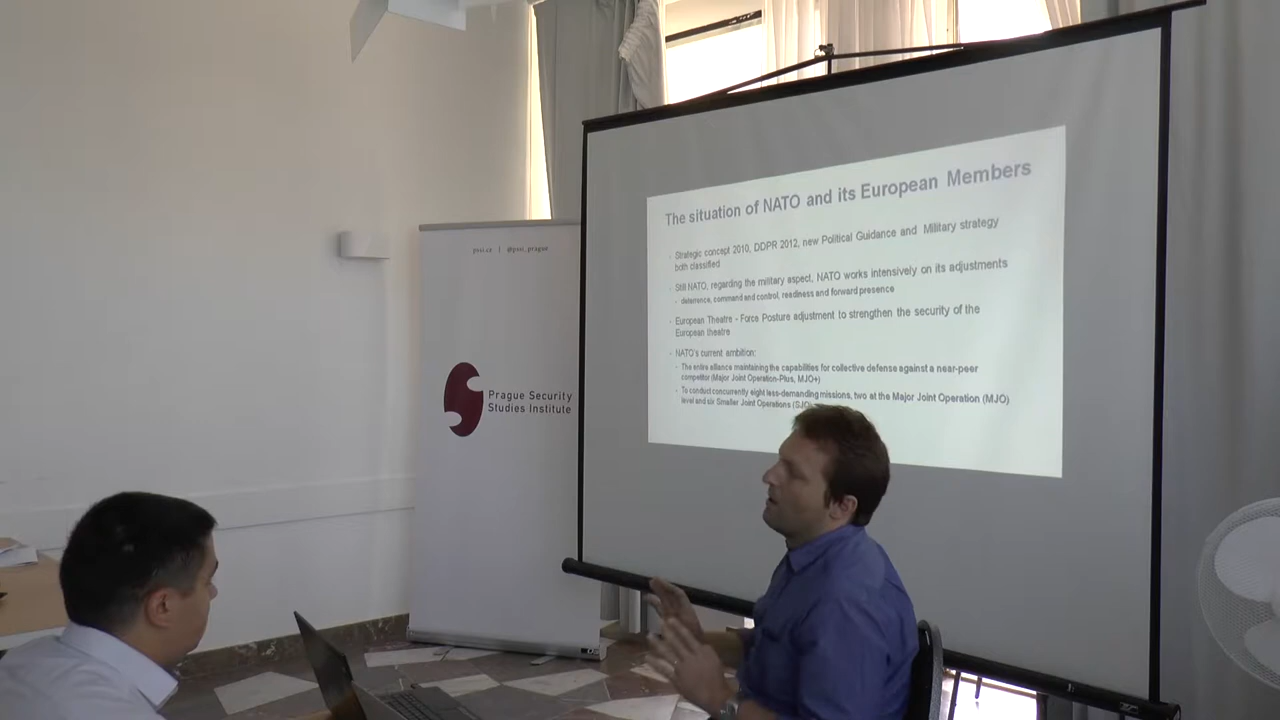 pssi.cz | @pssi_prague
Prague Security
Studies Institute
The situation of NATO and its European Members
Strategic concept 2010, DDPR 2012, new Political Guidance and Military strategy
both classified
Still NATO, regarding the military aspect, NATO works intensively on its adjustments
deterrence, command and control, readiness and forward presence
European Theatre - Force Posture adjustment to strengthen the security of the
European theatre
NATO's current ambition:
The entire alliance maintaining the capabilities for collective defense against a near-peer
competitor (Major Joint Operation-Plus, MJO+)
To conduct concurrently eight less-demanding missions, two at the Major Joint Operation (MJO)
level and six Smaller Joint Operations (SJO)